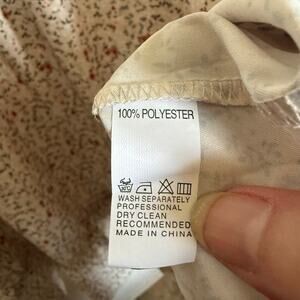 100% POLYESTER
WASH SEPARATELY
PROFESSIONAL
DRY CLEAN
RECOMMENDED
MADE IN CHINA